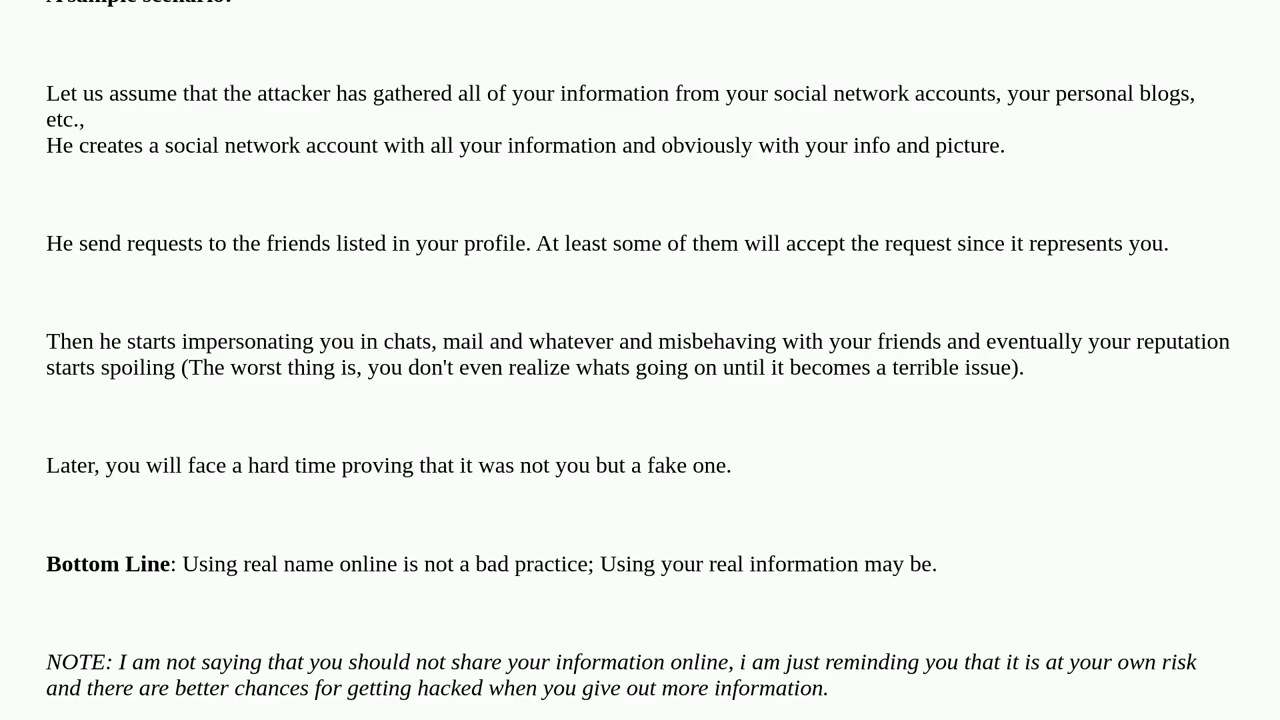 A sample scenario:
Let us assume that the attacker has gathered all of your information from your social network accounts, your personal blogs,
etc.,
He creates a social network account with all your information and obviously with your info and picture.
He send requests to the friends listed in your profile. At least some of them will accept the request since it represents you.
Then he starts impersonating you in chats, mail and whatever and misbehaving with your friends and eventually your reputation
starts spoiling (The worst thing is, you don't even realize whats going on until it becomes a terrible issue).
Later, you will face a hard time proving that it was not you but a fake one.
Bottom Line: Using real name online is not a bad practice; Using your real information may be.
NOTE: I am not saying that you should not share your information online, i am just reminding you that it is at your own risk
and there are better chances for getting hacked when you give out more information.